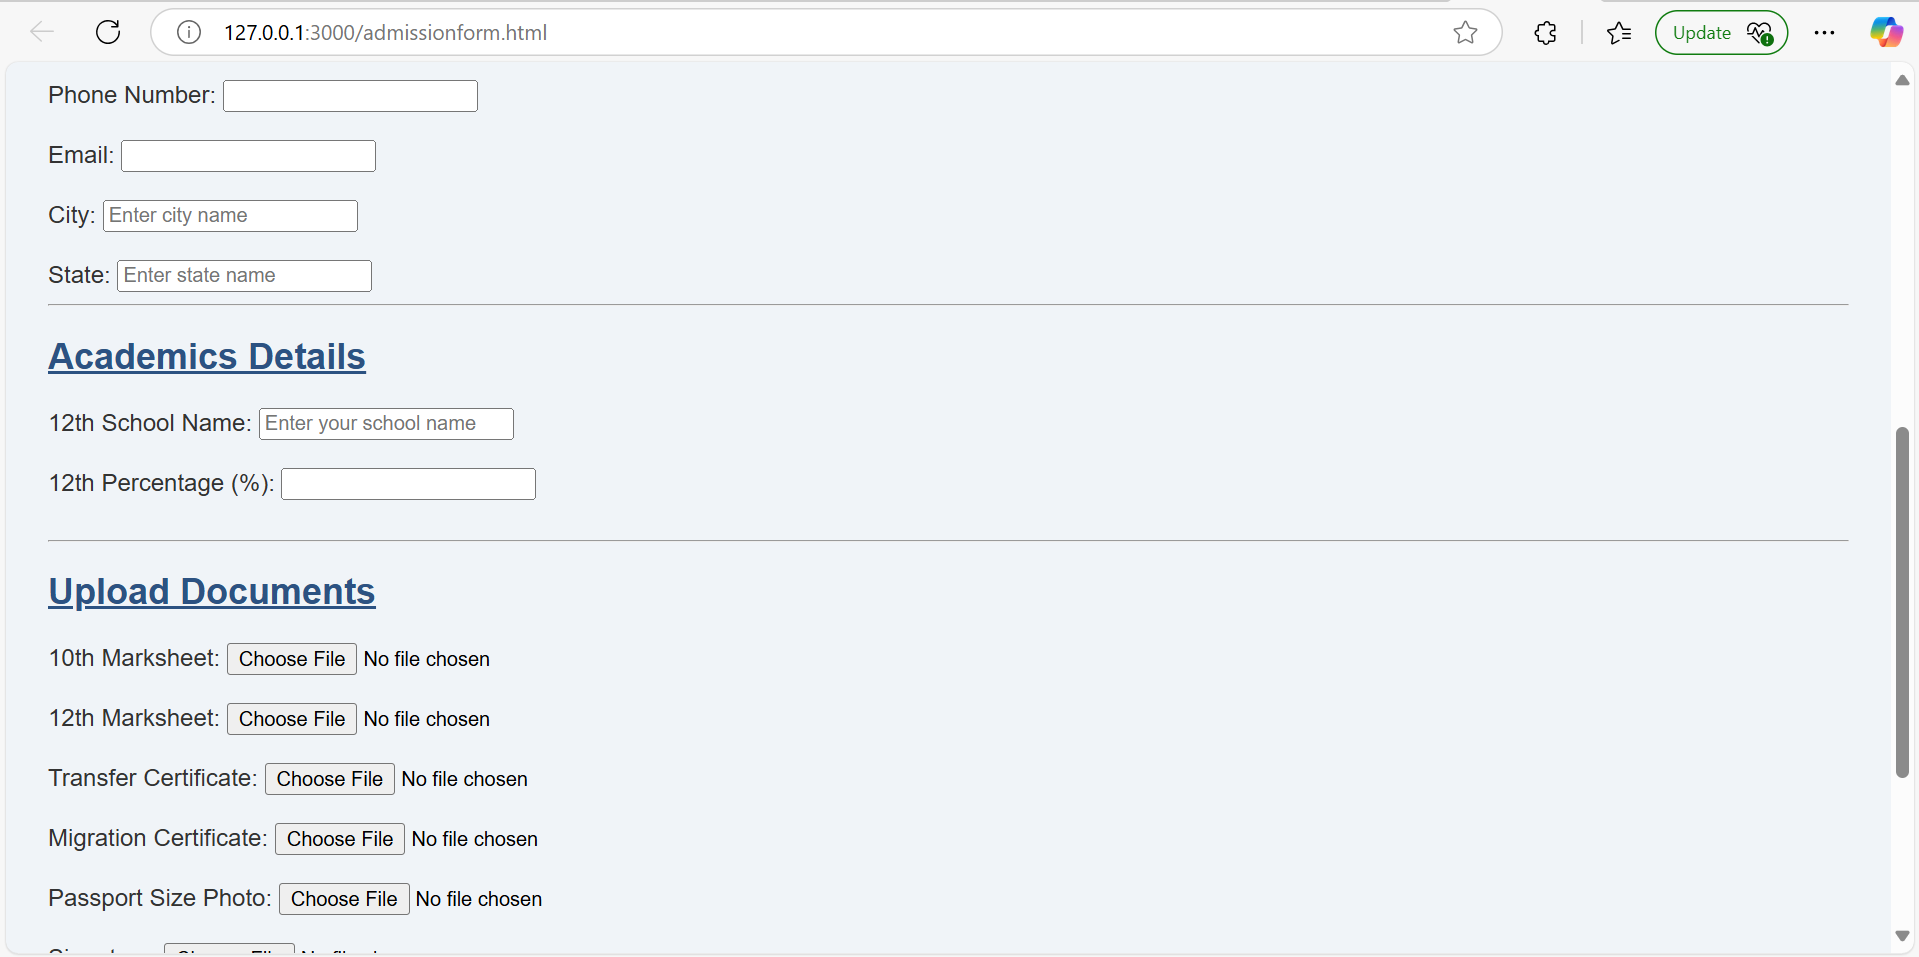 127.0.0.1:3000/admissionform.html
Update
Phone Number:
Email:
City: Enter city name
State: Enter state name
Academics Details
12th School Name: Enter your school name
12th Percentage (%):
Upload Documents
10th Marksheet: Choose File No file chosen
12th Marksheet: Choose File No file chosen
Transfer Certificate: Choose File No file chosen
Migration Certificate: Choose File No file chosen
Passport Size Photo: Choose File No file chosen